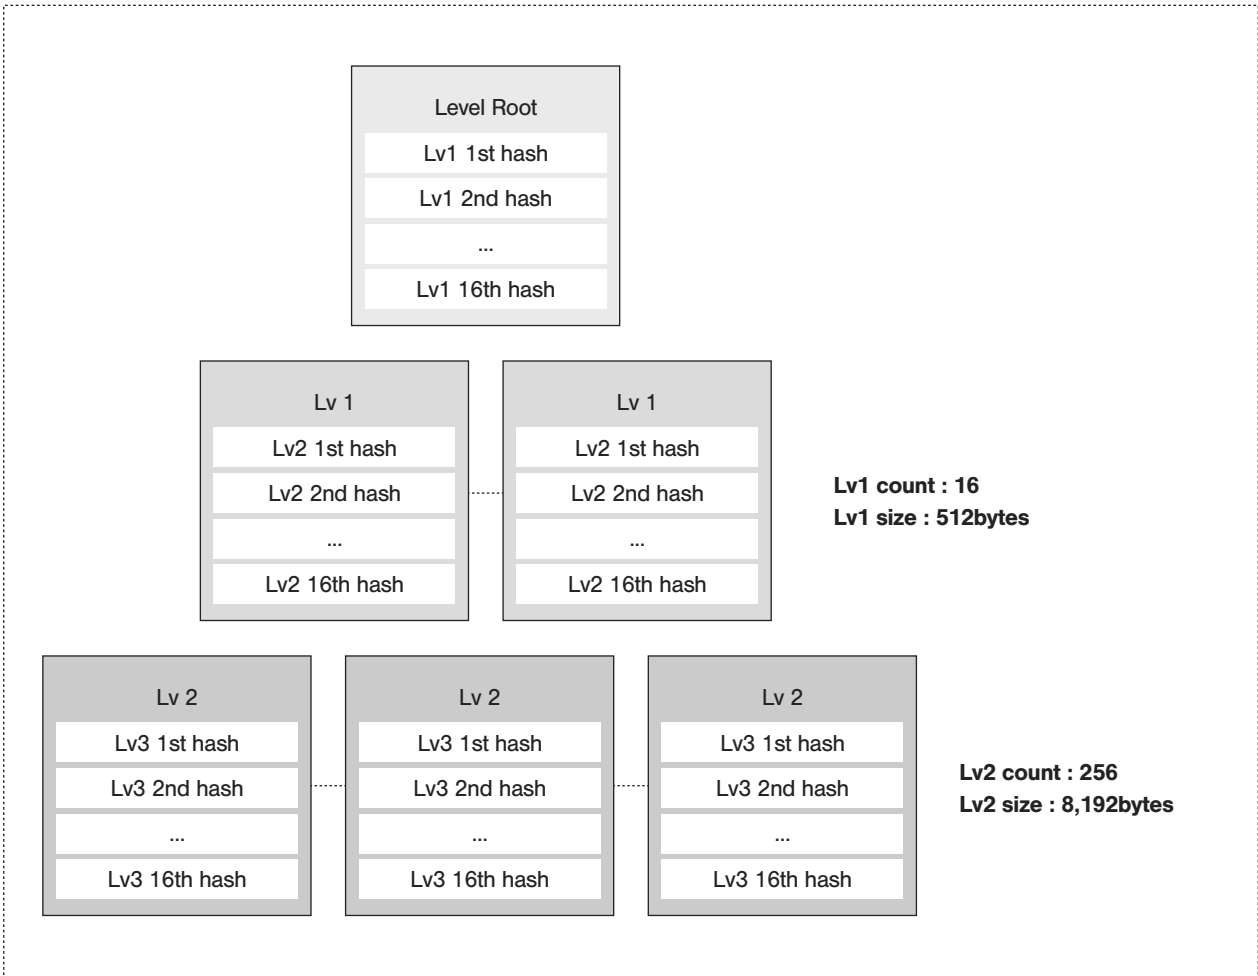 Level Root
Lv1 1st hash
Lv1 2nd hash
...
Lv1 16th hash
Lv 1
Lv2 1st hash
Lv2 2nd hash
...
Lv2 16th hash
Lv 1
Lv2 1st hash
Lv2 2nd hash
...
Lv2 16th hash
Lv1 count : 16
Lv1 size : 512bytes
Lv 2
Lv3 1st hash
Lv3 2nd hash
...
Lv3 16th hash
Lv 2
Lv3 1st hash
Lv3 2nd hash
...
Lv3 16th hash
Lv 2
Lv3 1st hash
Lv3 2nd hash
...
Lv3 16th hash
Lv2 count : 256
Lv2 size : 8,192bytes